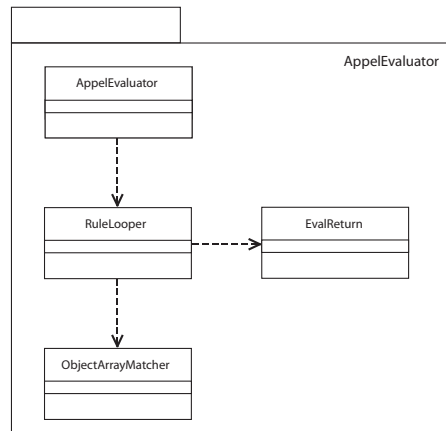 AppelEvaluator
AppelEvaluator
RuleLooper
EvalReturn
ObjectArrayMatcher